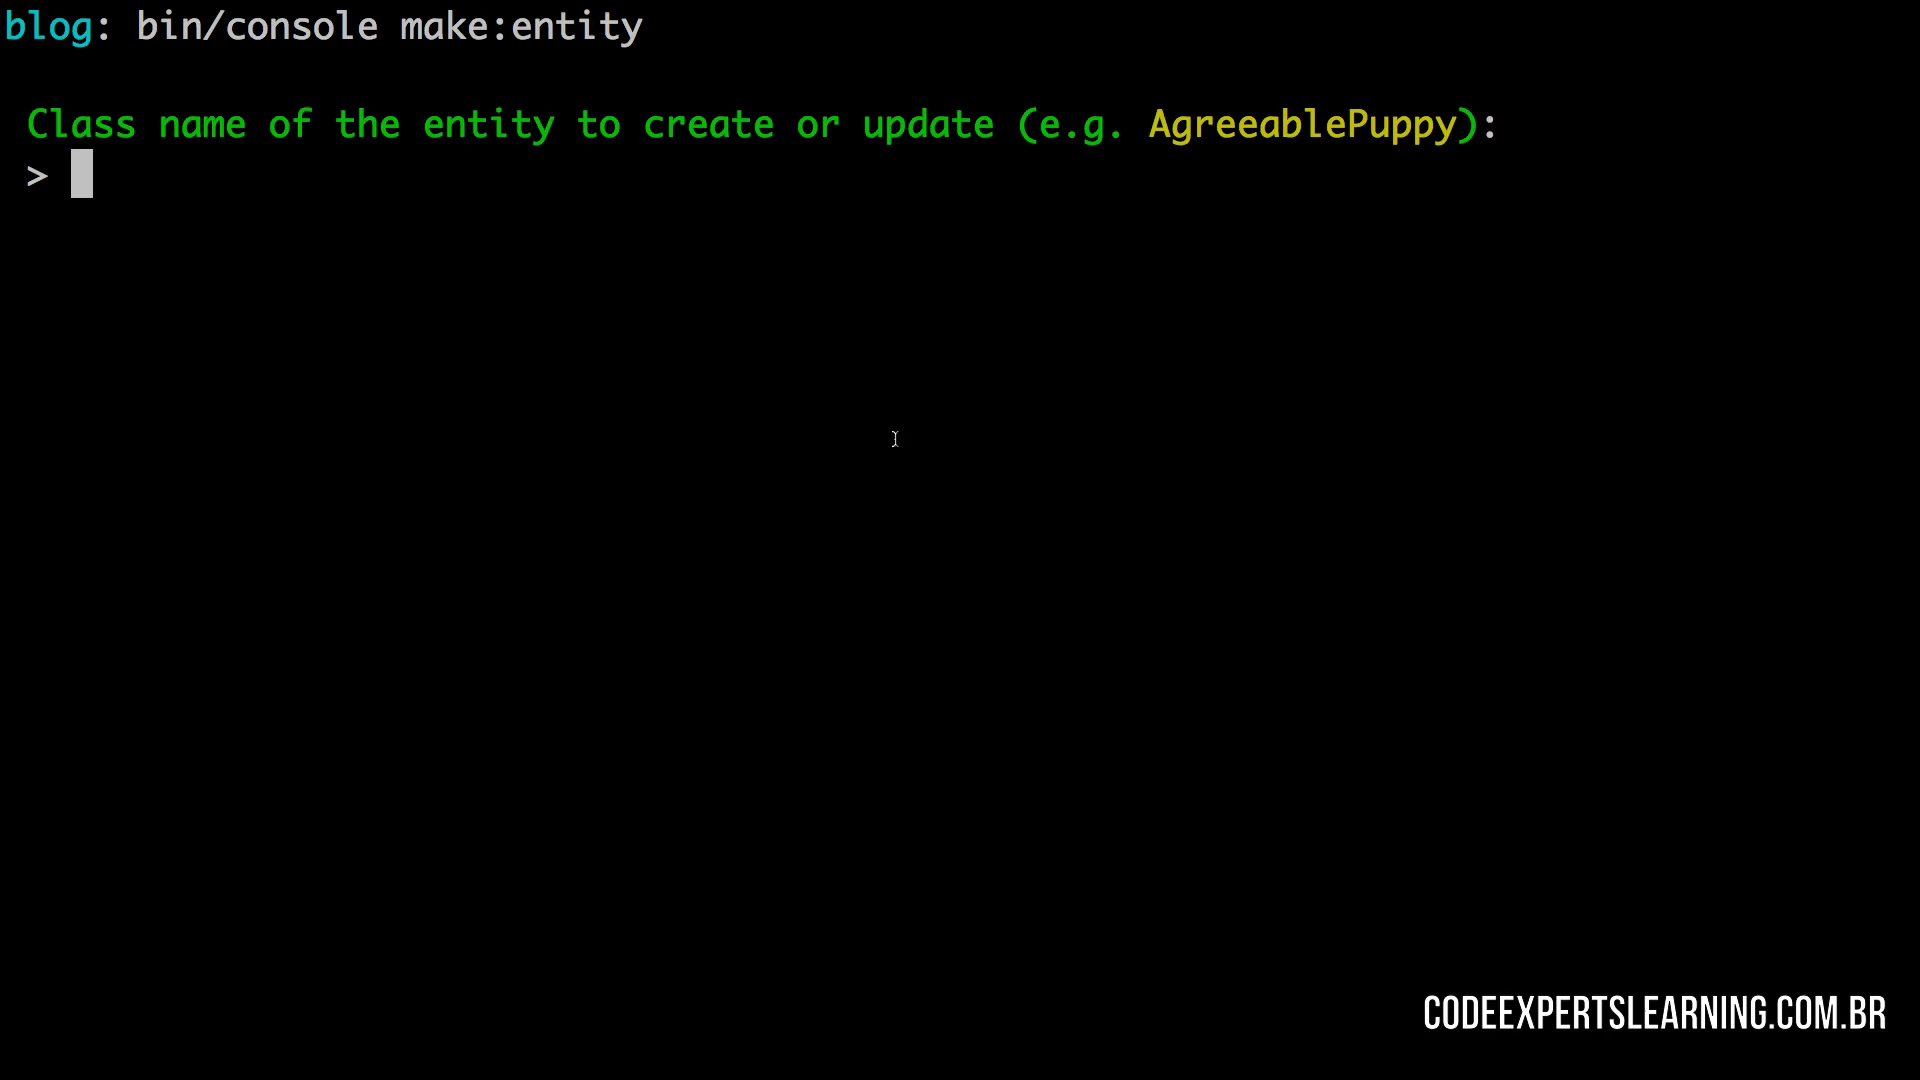 blog: bin/console make:entity
Class name of the entity to create or update (e.g. AgreeablePuppy):
>
CODEEXPERTSLEARNING.COM.BR